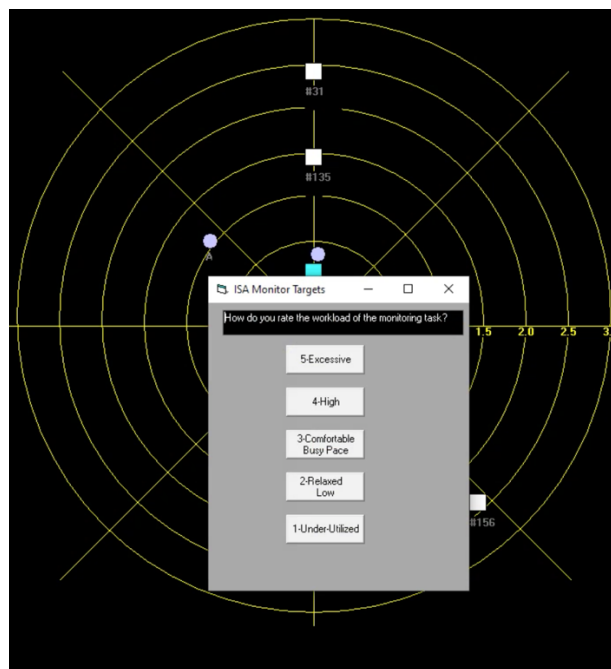 #31
#135
A
ISA Monitor Targets
How do you rate the workload of the monitoring task?
1.5 2.0 2.5 3.
5-Excessive
4-High
3-Comfortable
Busy Pace
2-Relaxed
Low
#156
1-Under-Utilized